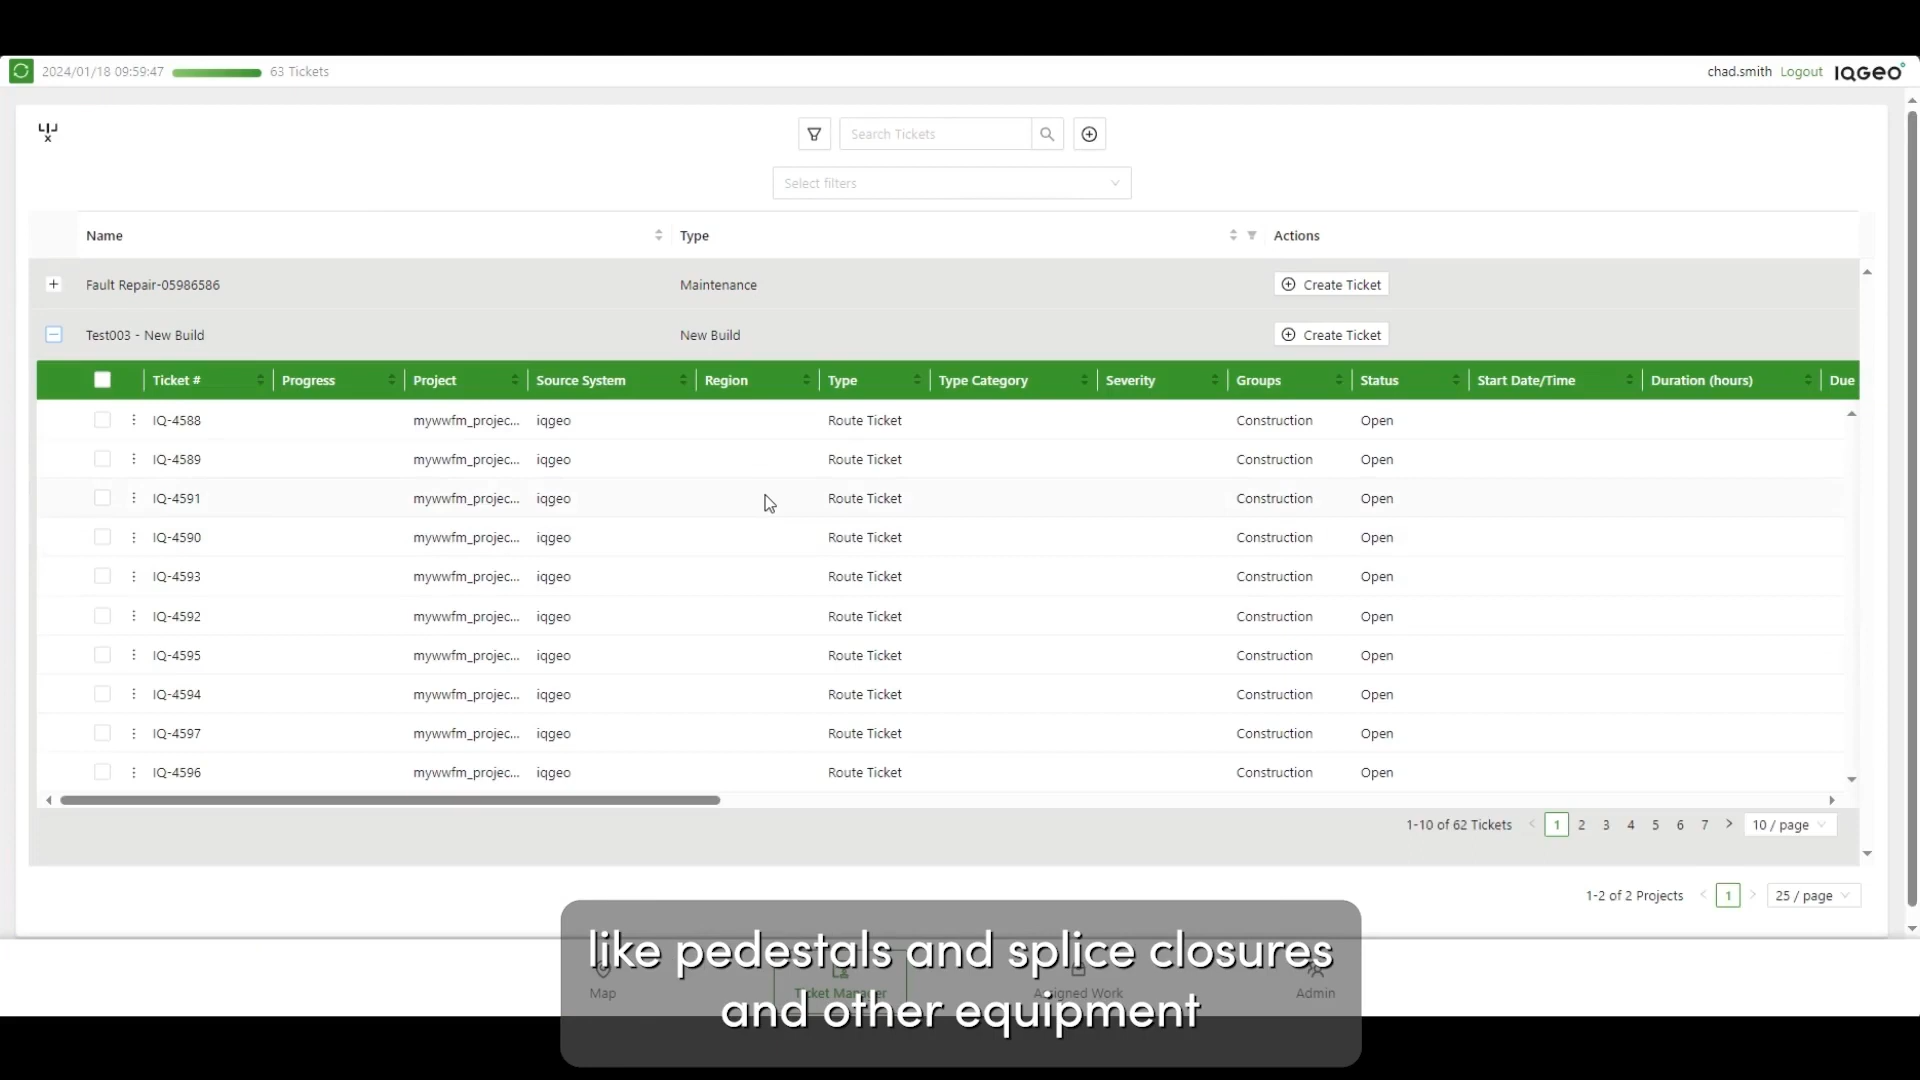 2024/01/18 09:59:47 63 Tickets chad.smith Logout IQGeo
Search Tickets
Select filters
Name Type Actions
Fault Repair-05986586 Maintenance Create Ticket
Test003 - New Build New Build Create Ticket
Ticket # Progress Project Source System Region Type Type Category Severity Groups Status Start Date/Time Duration (hours) Due
IQ-4588 mywwfm_projec... iqgeo Route Ticket Construction Open
IQ-4589 mywwfm_projec... iqgeo Route Ticket Construction Open
IQ-4591 mywwfm_projec... iqgeo Route Ticket Construction Open
IQ-4590 mywwfm_projec... iqgeo Route Ticket Construction Open
IQ-4593 mywwfm_projec... iqgeo Route Ticket Construction Open
IQ-4592 mywwfm_projec... iqgeo Route Ticket Construction Open
IQ-4595 mywwfm_projec... iqgeo Route Ticket Construction Open
IQ-4594 mywwfm_projec... iqgeo Route Ticket Construction Open
IQ-4597 mywwfm_projec... iqgeo Route Ticket Construction Open
IQ-4596 mywwfm_projec... iqgeo Route Ticket Construction Open
1-10 of 62 Tickets < 1 2 3 4 5 6 7 > 10 / page
1-2 of 2 Projects < 1 > 25 / page
like pedestals and splice closures
Map Ticket Manager Assigned Work Admin
and other equipment